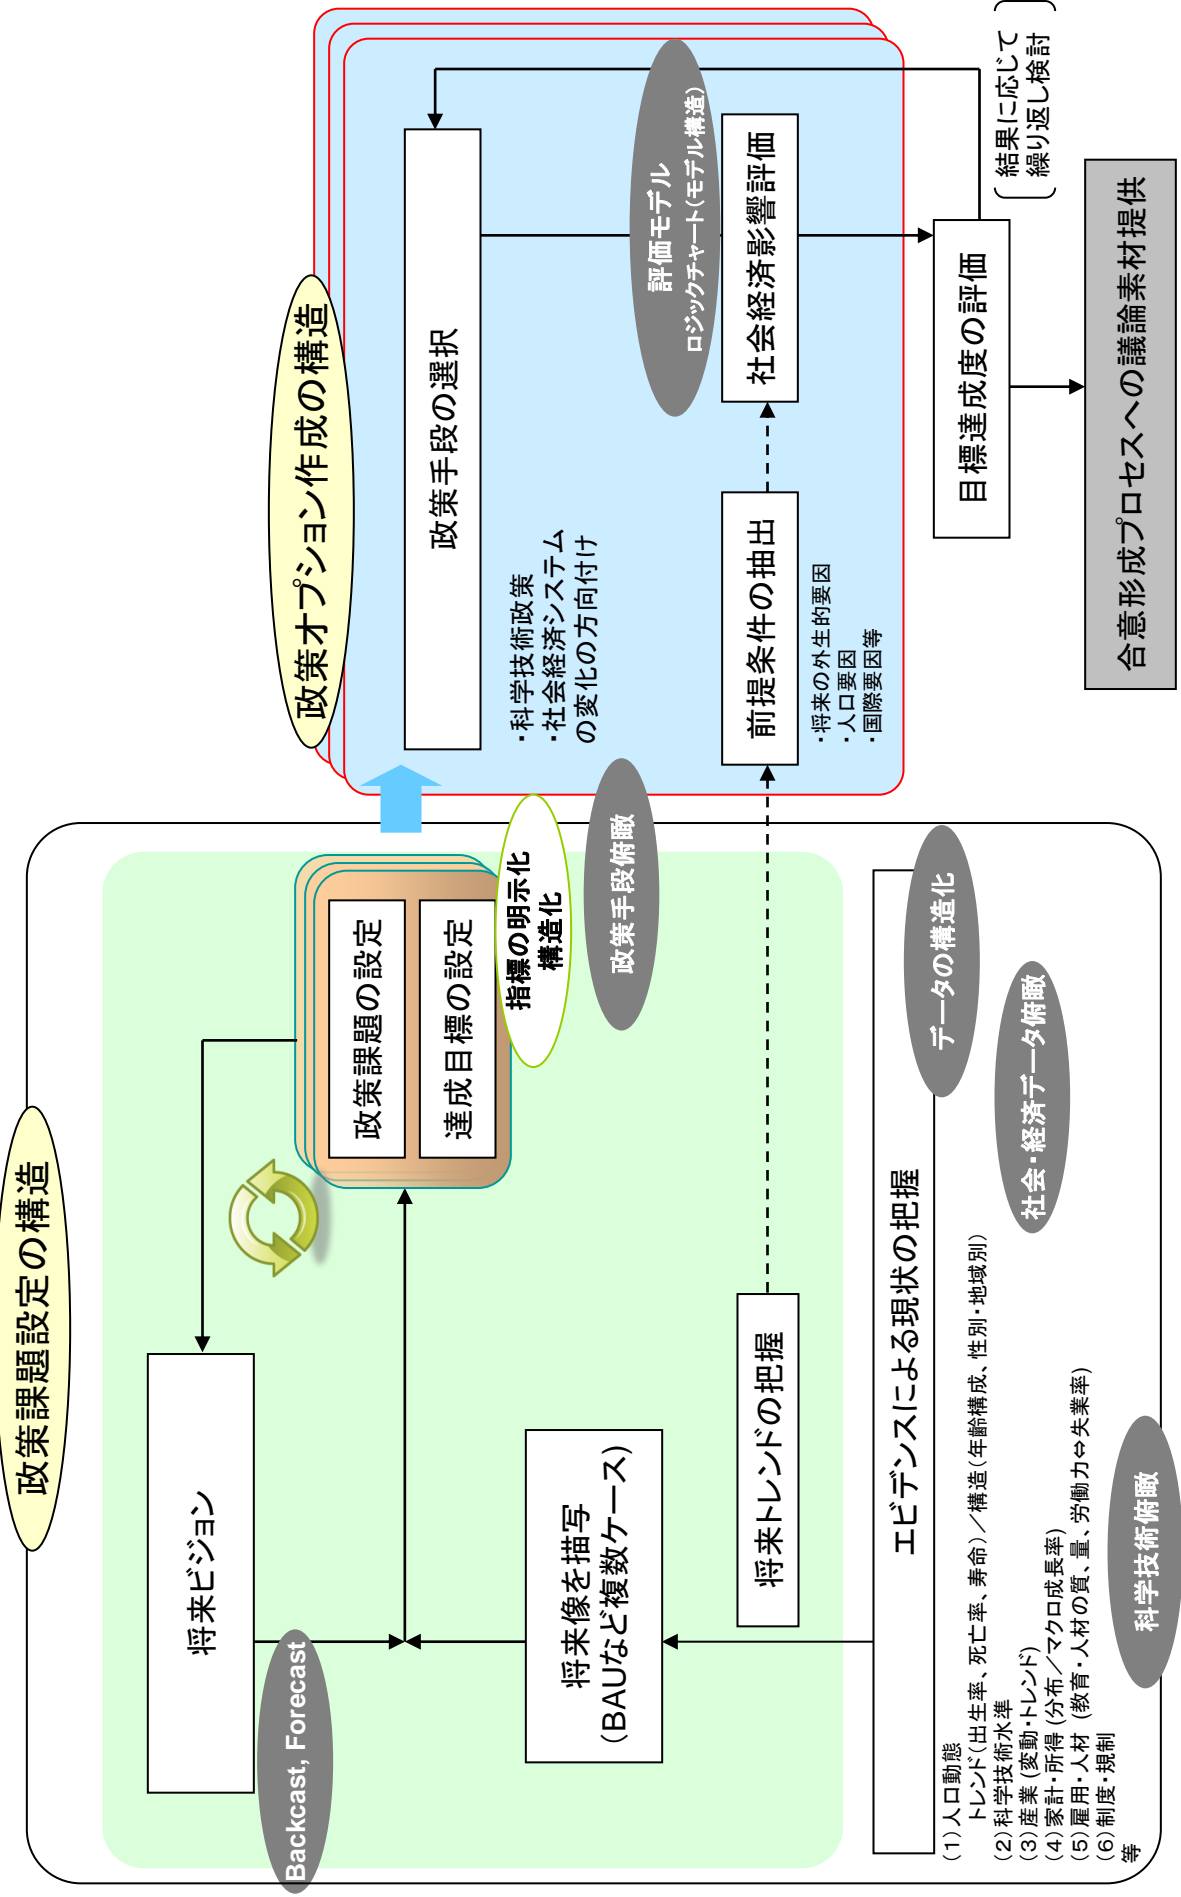 政策課題設定の構造
将来ビジョン
Backcast, Forecast
政策課題の設定
達成目標の設定
指標の明示化
構造化
政策手段俯瞰
将来像を描写
(BAUなど複数ケース)
将来トレンドの把握
エビデンスによる現状の把握
データの構造化
社会・経済データ俯瞰
科学技術俯瞰
(1)人口動態
トレンド(出生率、死亡率、寿命)/構造(年齢構成、性別・地域別)
(2)科学技術水準
(3)産業(変動・トレンド)
(4)家計・所得(分布/マクロ成長率)
(5)雇用・人材 (教育・人材の質、量、労働力⇔失業率)
(6)制度・規制
等
政策オプション作成の構造
政策手段の選択
・科学技術政策
・社会経済システム
の変化の方向付け
評価モデル
ロジックチャート(モデル構造)
前提条件の抽出
・将来の外生的要因
・人口要因
・国際要因等
社会経済影響評価
目標達成度の評価
結果に応じて
繰り返し検討
合意形成プロセスへの議論素材提供